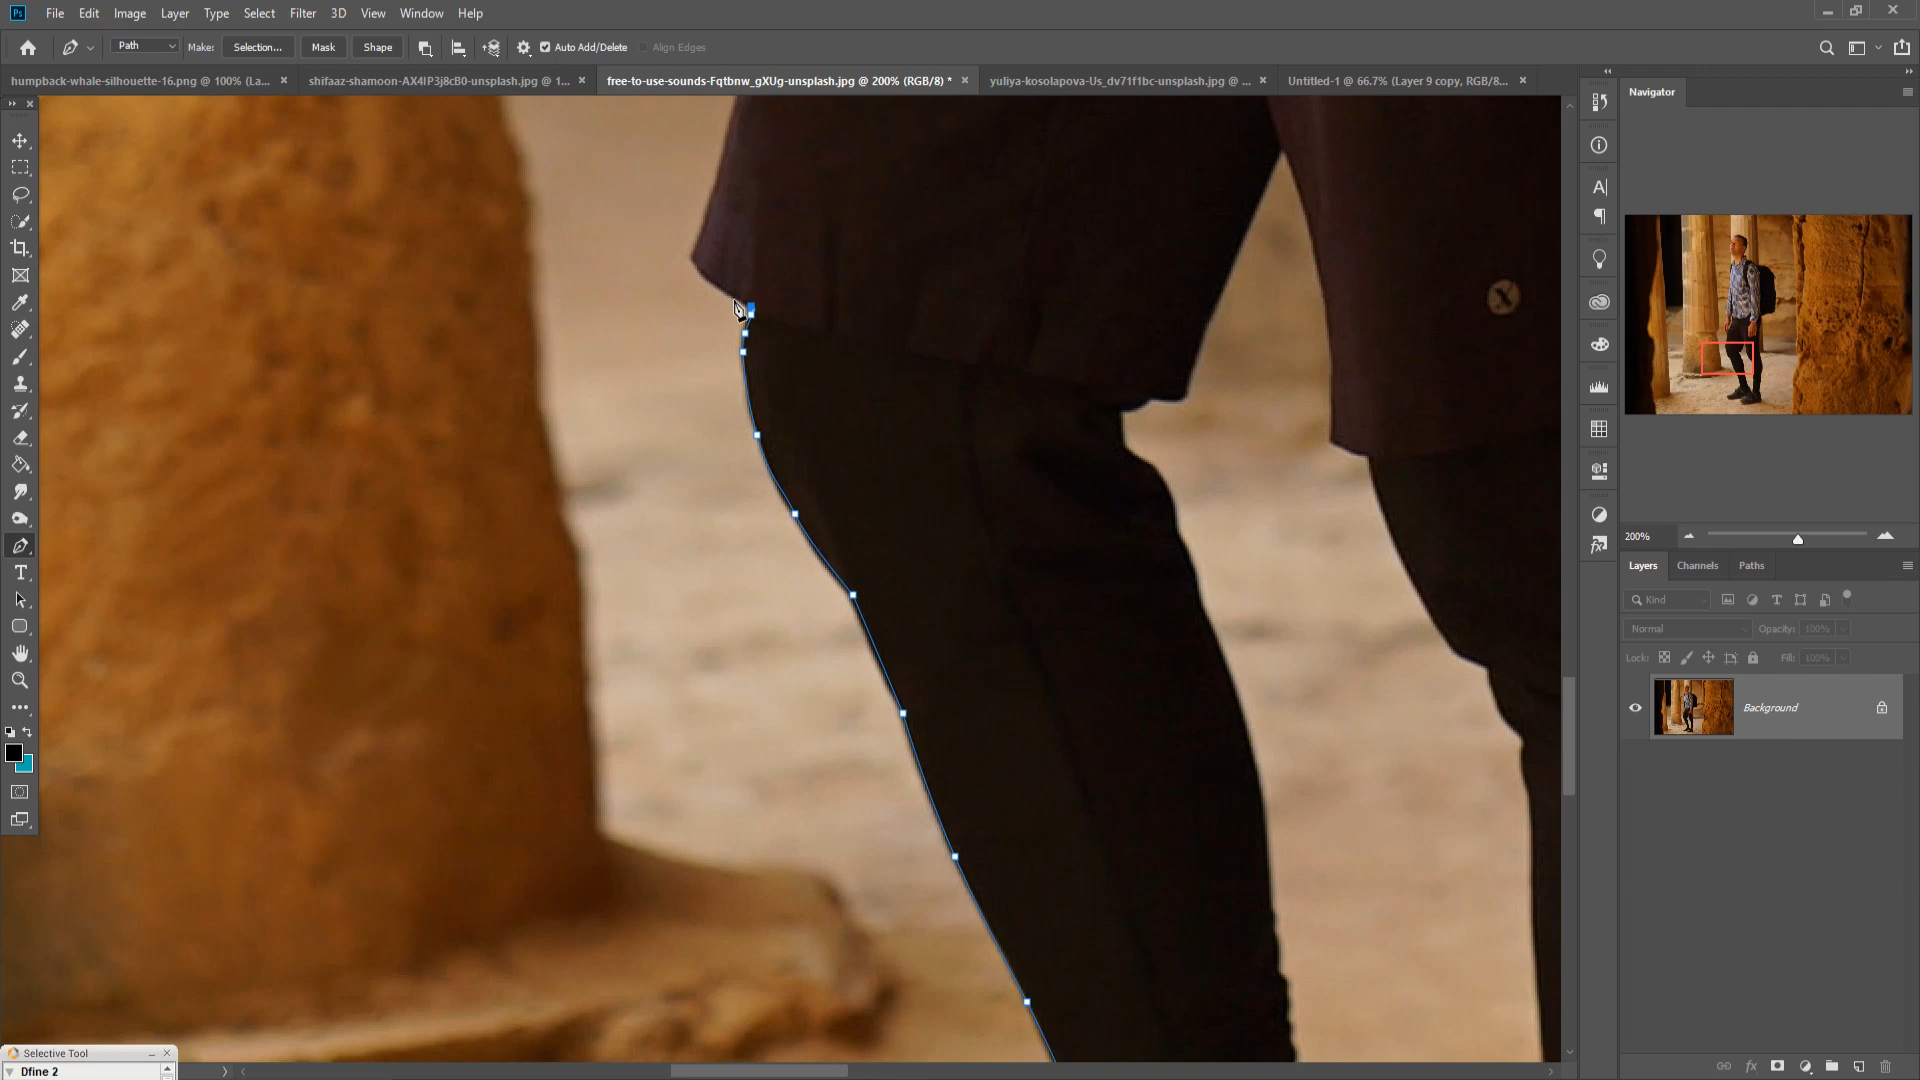 Ps File Edit Image Layer Type Select Filter 3D View Window Help
Path Make: Selection... Mask Shape Auto Add/Delete Align Edges
humpback-whale-silhouette-16.png @ 100% (La... shifaaz-shamoon-AX4IP3j8cB0-unsplash.jpg @ 1... free-to-use-sounds-Fqtbnw_gXUg-unsplash.jpg @ 200% (RGB/8) * yuliya-kosolapova-Us_dv71f1bc-unsplash.jpg @ ... Untitled-1 @ 66.7% (Layer 9 copy, RGB/8...
Navigator
200%
Layers Channels Paths
Kind
Normal Opacity: 100%
Lock: Fill: 100%
Background
Selective Tool
Dfine 2